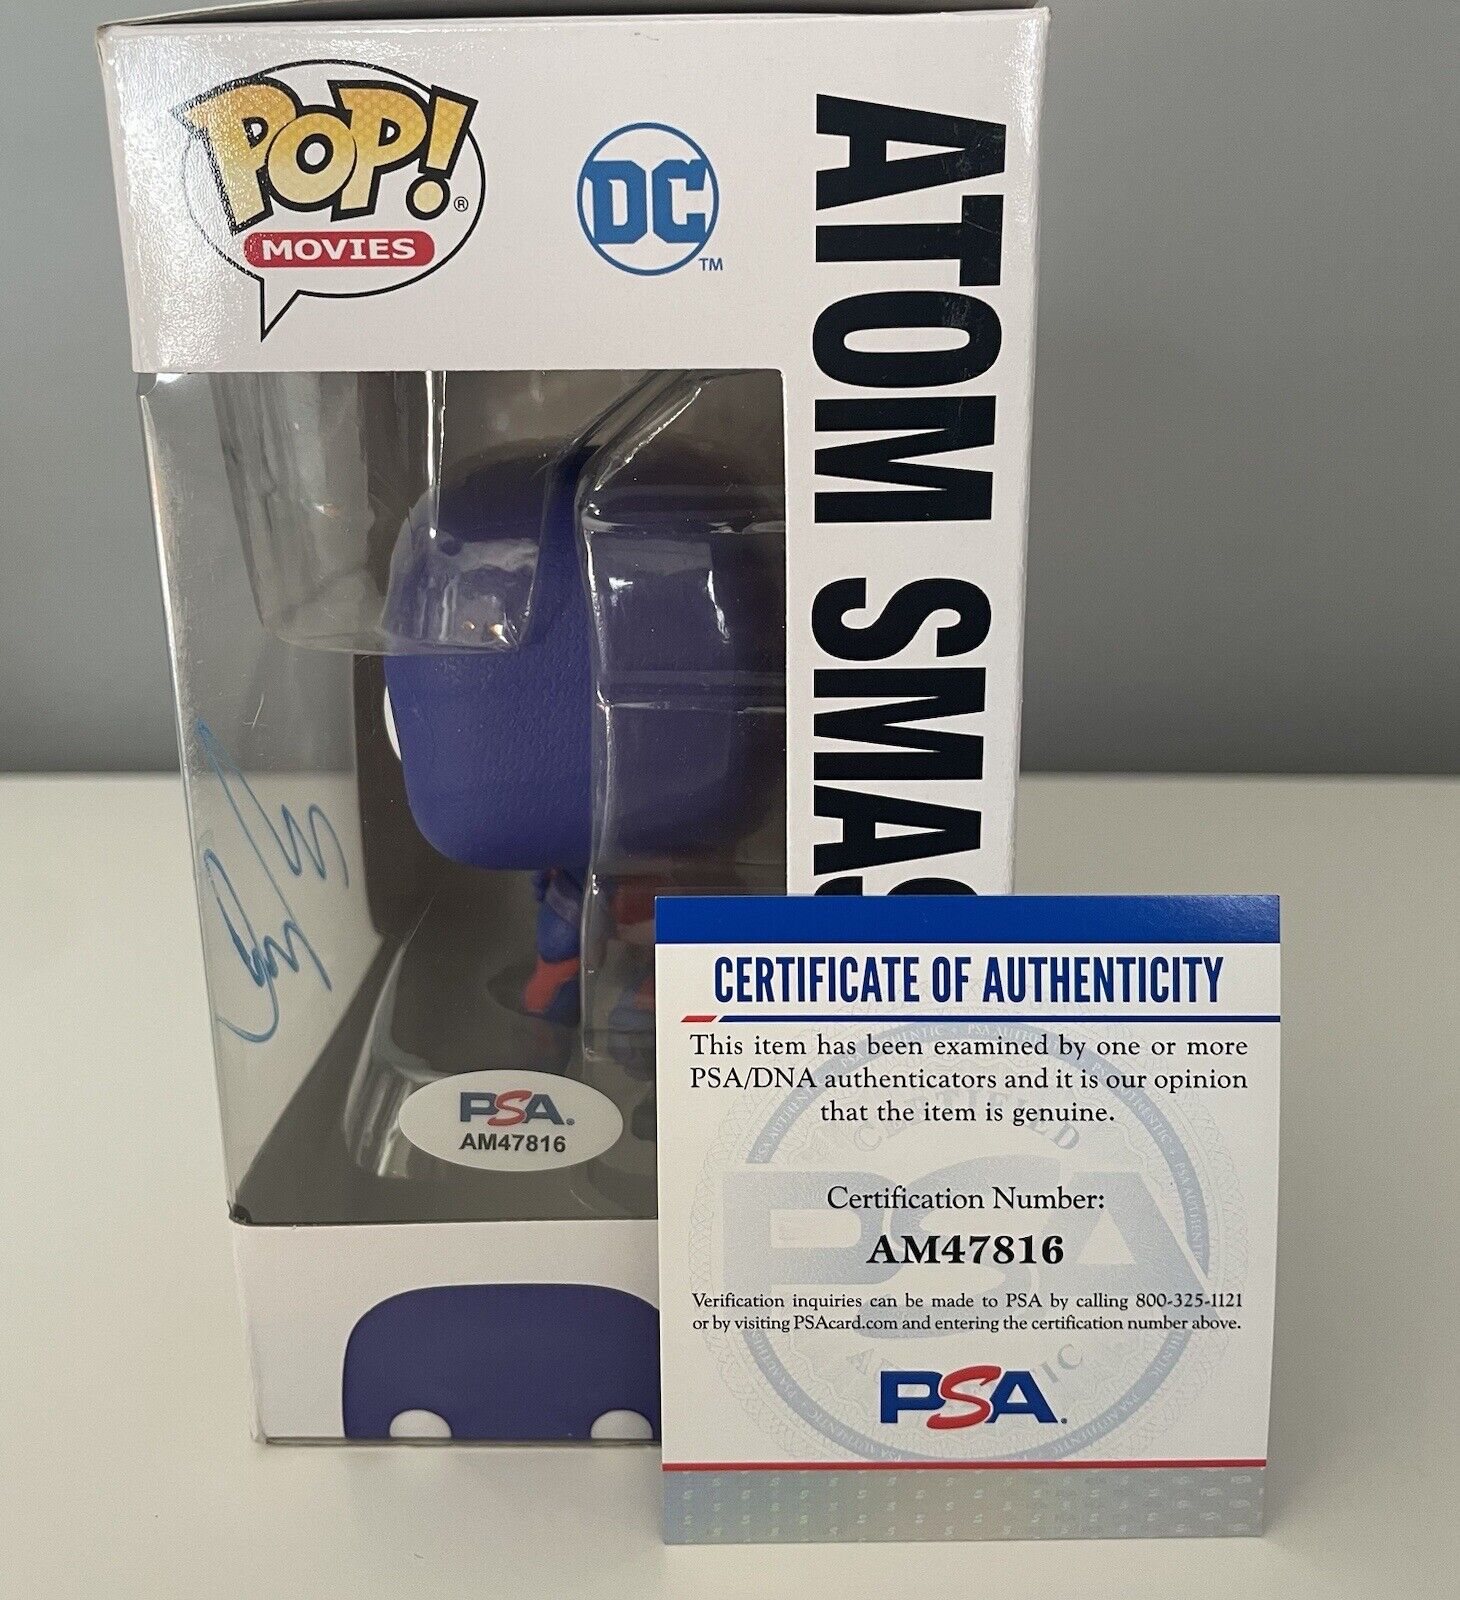 POP!®
MOVIES
DC™
ATOM SMAS
PSA.
AM47816
CERTIFICATE OF AUTHENTICITY
This item has been examined by one or more
PSA/DNA authenticators and it is our opinion
that the item is genuine.
Certification Number:
AM47816
Verification inquiries can be made to PSA by calling 800-325-1121
or by visiting PSAcard.com and entering the certification number above.
PSA.